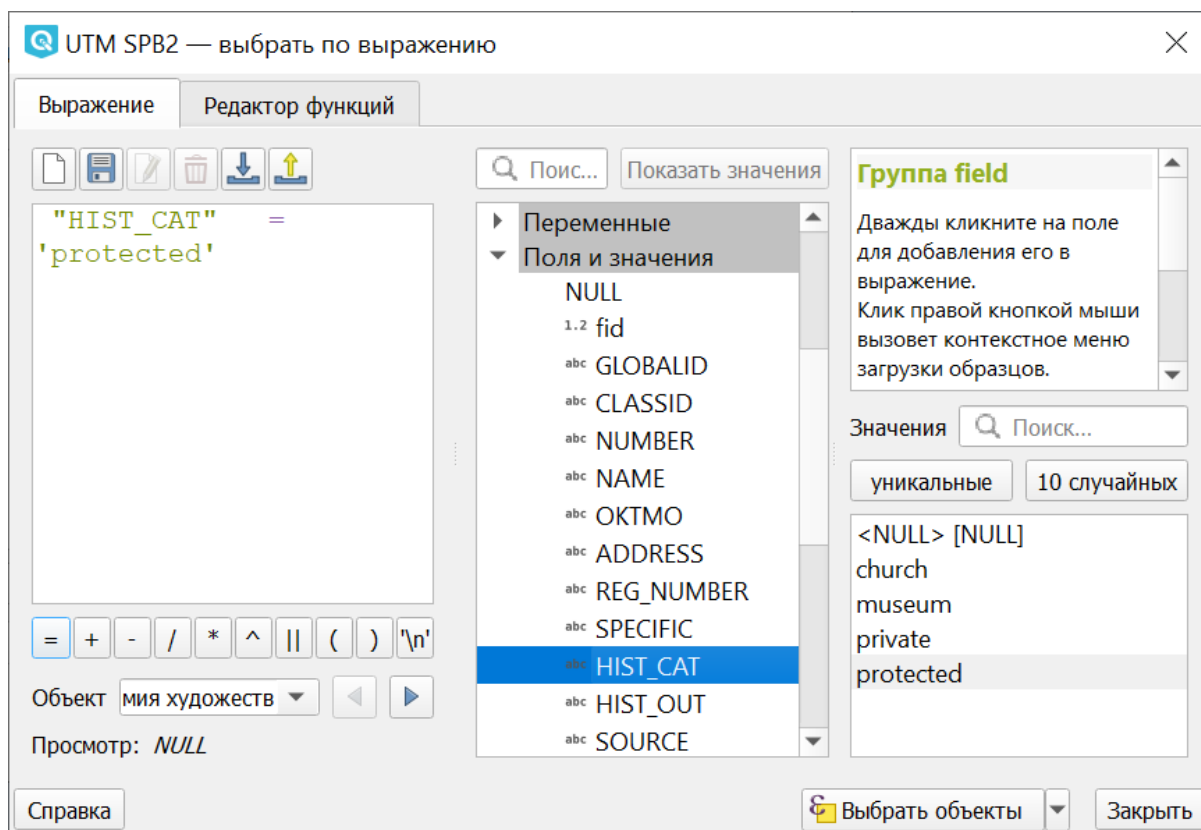 UTM SPB2 — выбрать по выражению
Выражение
Редактор функций
"HIST_CAT" =
'protected'
= + - / * ^ || ( ) '\n'
Объект мия художеств
Просмотр: NULL
Поис...
Показать значения
Переменные
Поля и значения
NULL
1.2 fid
abc GLOBALID
abc CLASSID
abc NUMBER
abc NAME
abc OKTMO
abc ADDRESS
abc REG_NUMBER
abc SPECIFIC
abc HIST_CAT
abc HIST_OUT
abc SOURCE
Группа field
Дважды кликните на поле
для добавления его в
выражение.
Клик правой кнопкой мыши
вызовет контекстное меню
загрузки образцов.
Значения Поиск...
уникальные
10 случайных
<NULL> [NULL]
church
museum
private
protected
Справка
Выбрать объекты
Закрыть